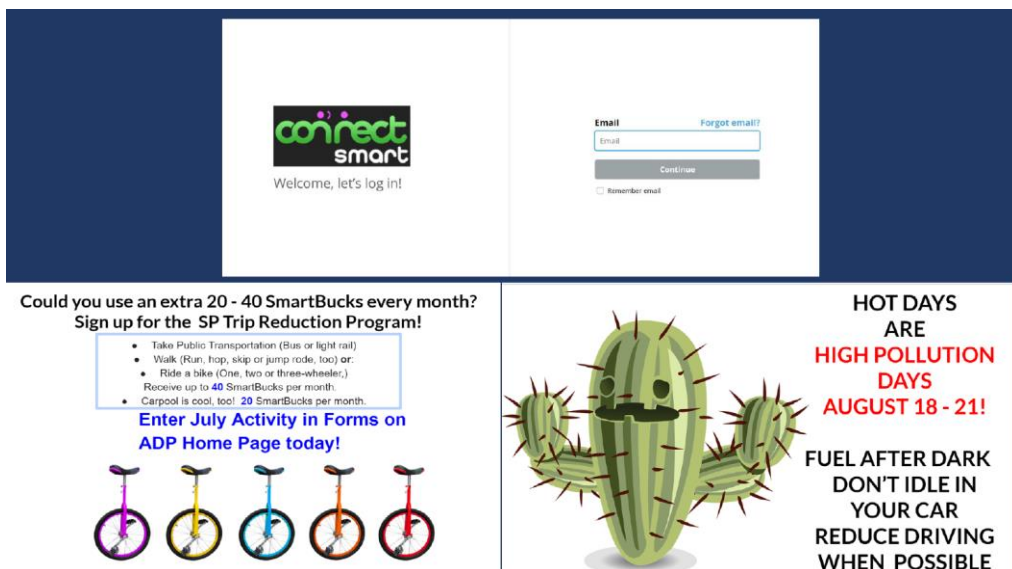 connect
smart
Welcome, let's log in!
Email Forgot email?
Email
Continue
Remember email
Could you use an extra 20 - 40 SmartBucks every month?
Sign up for the SP Trip Reduction Program!
• Take Public Transportation (Bus or light rail)
• Walk (Run, hop, skip or jump rode, too) or:
• Ride a bike (One, two or three-wheeler,)
Receive up to 40 SmartBucks per month.
• Carpool is cool, too! 20 SmartBucks per month.
Enter July Activity in Forms on
ADP Home Page today!
HOT DAYS
ARE
HIGH POLLUTION
DAYS
AUGUST 18 - 21!
FUEL AFTER DARK
DON'T IDLE IN
YOUR CAR
REDUCE DRIVING
WHEN POSSIBLE